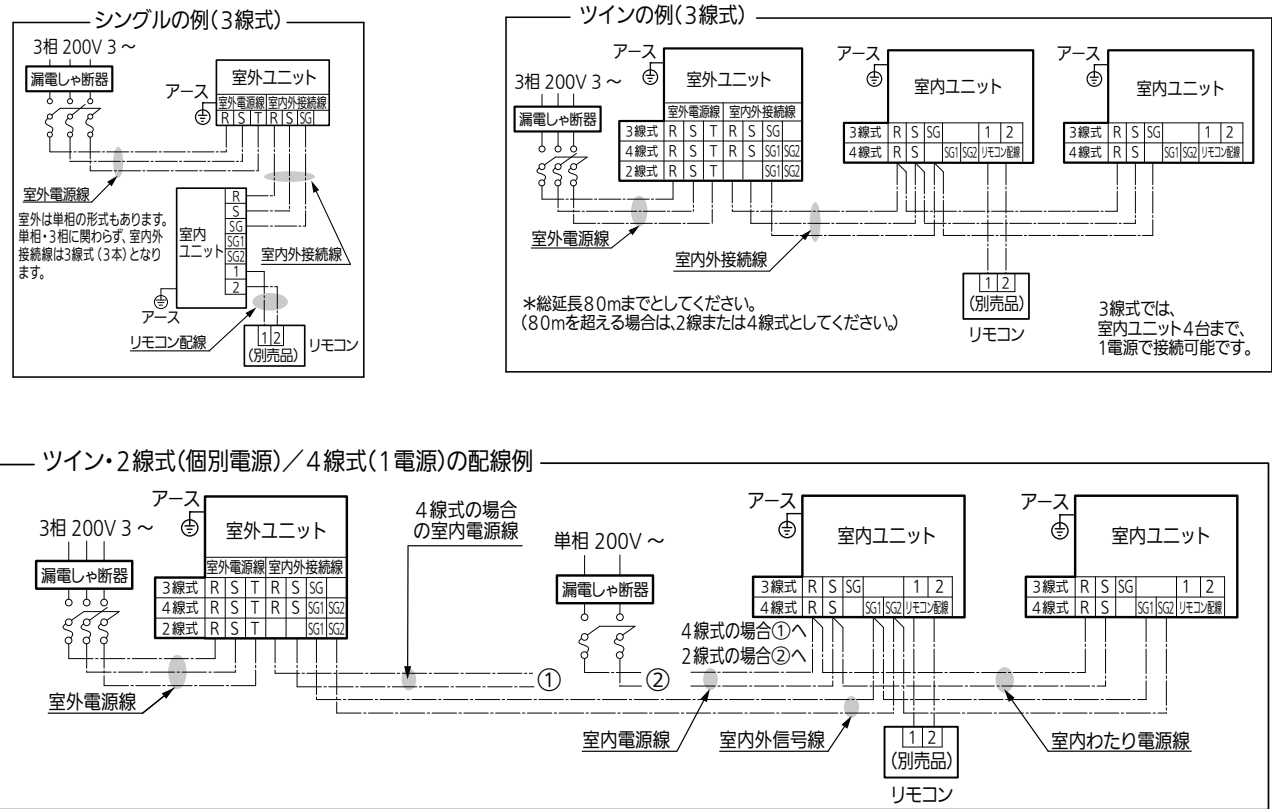 シングルの例(3線式)
3相 200V 3～
漏電しゃ断器
アース
室外ユニット
室外電源線 室内外接続線
R S T R S SG
室外電源線
室外は単相の形式もあります。
単相・3相に関わらず、室内外
接続線は3線式(3本)となり
ます。
室内
ユニット
R
S
SG
SG1
SG2
1
2
室内外接続線
アース
リモコン配線
1 2
(別売品)
リモコン
ツインの例(3線式)
3相 200V 3～
漏電しゃ断器
アース
室外ユニット
室外電源線 室内外接続線
3線式 R S T R S SG
4線式 R S T R S SG1 SG2
2線式 R S T SG1 SG2
アース
室内ユニット
3線式 R S SG 1 2
4線式 R S SG1 SG2 リモコン配線
アース
室内ユニット
3線式 R S SG 1 2
4線式 R S SG1 SG2 リモコン配線
室外電源線
室内外接続線
1 2
(別売品)
リモコン
＊総延長80mまでとしてください。
(80mを超える場合は、2線または4線式としてください。)
3線式では、
室内ユニット4台まで、
1電源で接続可能です。
ツイン・2線式(個別電源)／4線式(1電源)の配線例
3相 200V 3～
漏電しゃ断器
アース
室外ユニット
室外電源線 室内外接続線
3線式 R S T R S SG
4線式 R S T R S SG1 SG2
2線式 R S T SG1 SG2
室外電源線
4線式の場合
の室内電源線
①
単相 200V～
漏電しゃ断器
②
4線式の場合①へ
2線式の場合②へ
アース
室内ユニット
3線式 R S SG 1 2
4線式 R S SG1 SG2 リモコン配線
アース
室内ユニット
3線式 R S SG 1 2
4線式 R S SG1 SG2 リモコン配線
室内電源線
室内外信号線
1 2
(別売品)
リモコン
室内わたり電源線